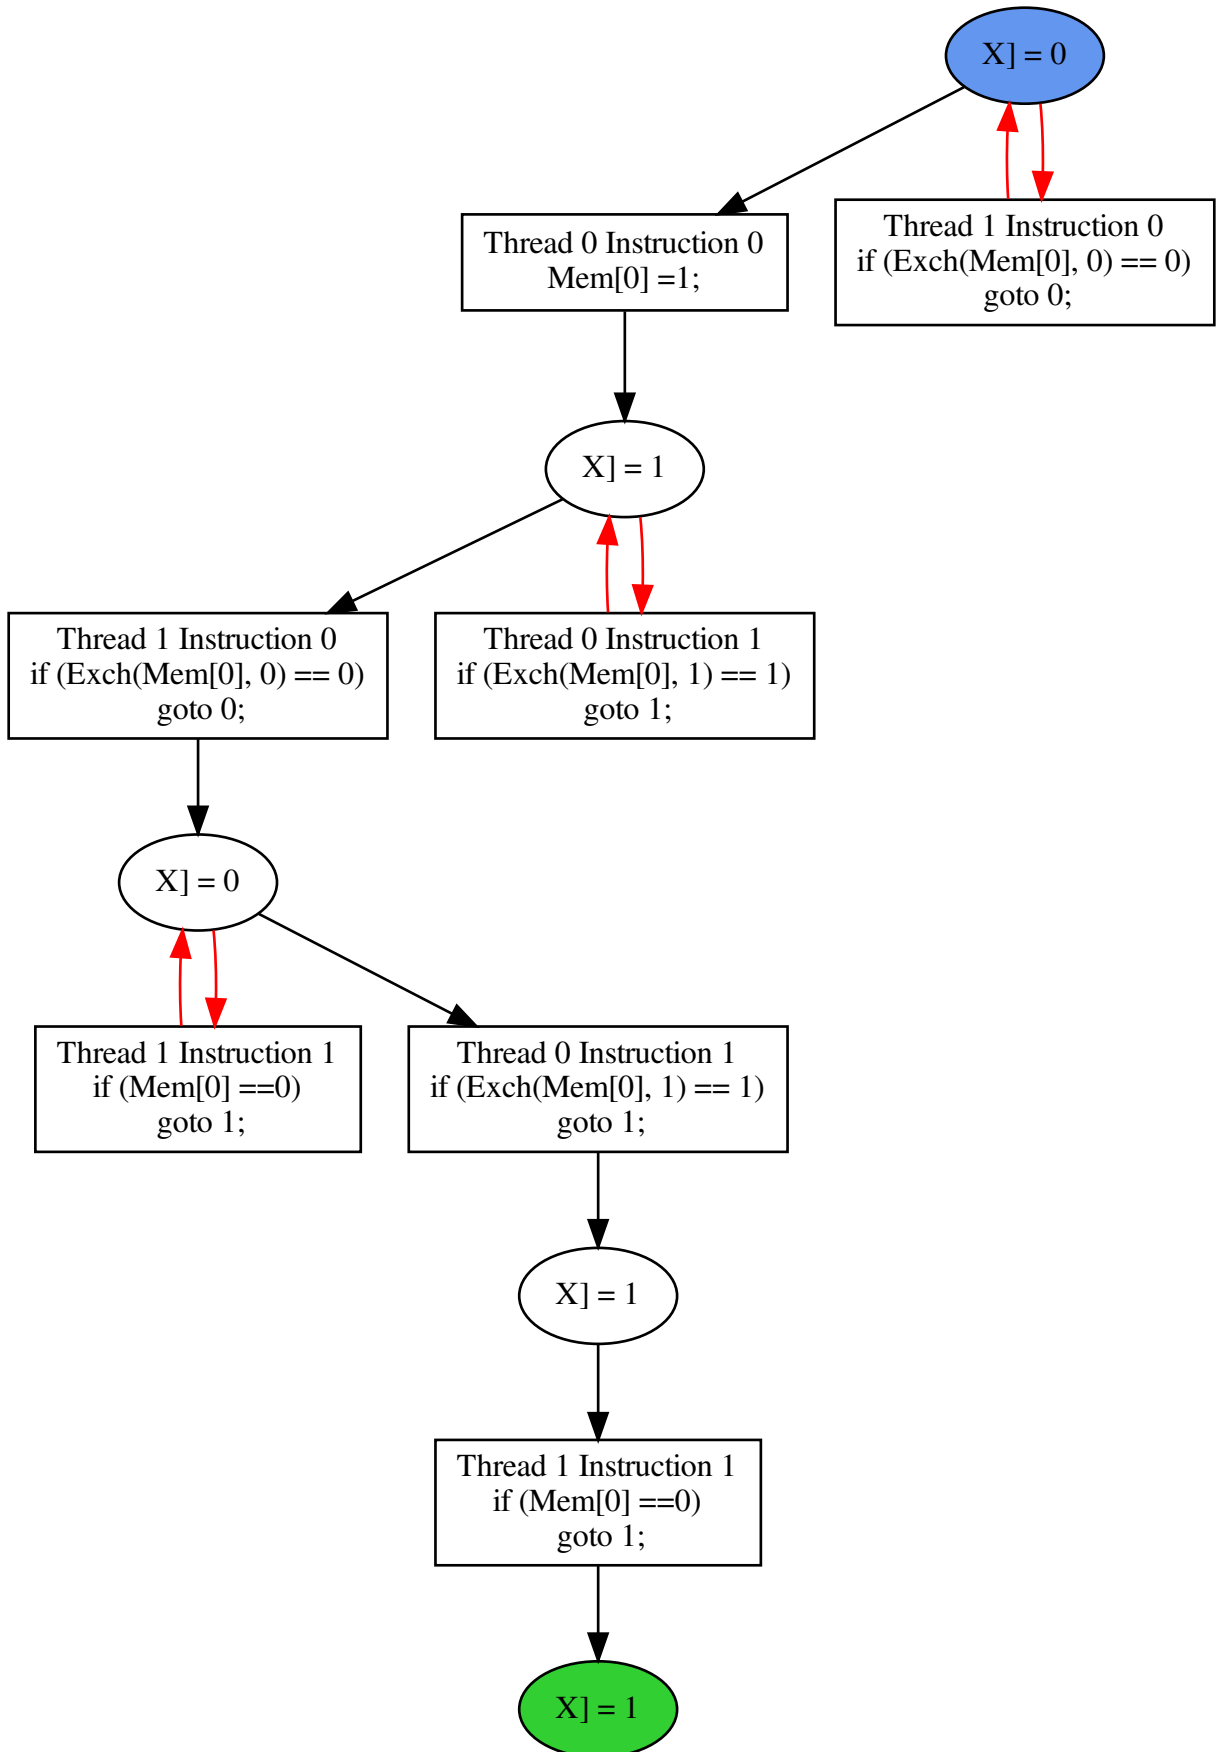 X] = 0
Thread 0 Instruction 0
Mem[0] =1;
Thread 1 Instruction 0
if (Exch(Mem[0], 0) == 0)
goto 0;
X] = 1
Thread 1 Instruction 0
if (Exch(Mem[0], 0) == 0)
goto 0;
Thread 0 Instruction 1
if (Exch(Mem[0], 1) == 1)
goto 1;
X] = 0
Thread 1 Instruction 1
if (Mem[0] ==0)
goto 1;
Thread 0 Instruction 1
if (Exch(Mem[0], 1) == 1)
goto 1;
X] = 1
Thread 1 Instruction 1
if (Mem[0] ==0)
goto 1;
X] = 1